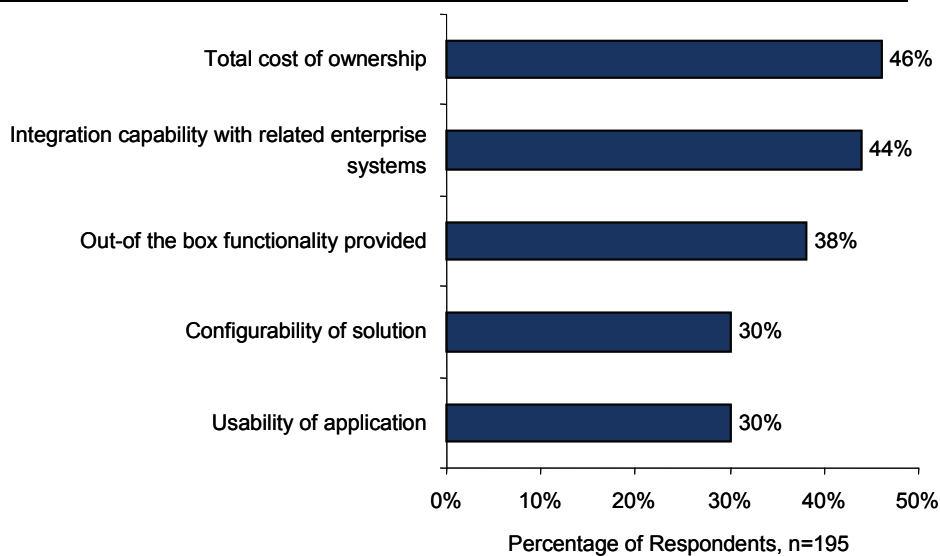 Total cost of ownership
46%
Integration capability with related enterprise
systems
44%
Out-of the box functionality provided
38%
Configurability of solution
30%
Usability of application
30%
0%
10%
20%
30%
40%
50%
Percentage of Respondents, n=195